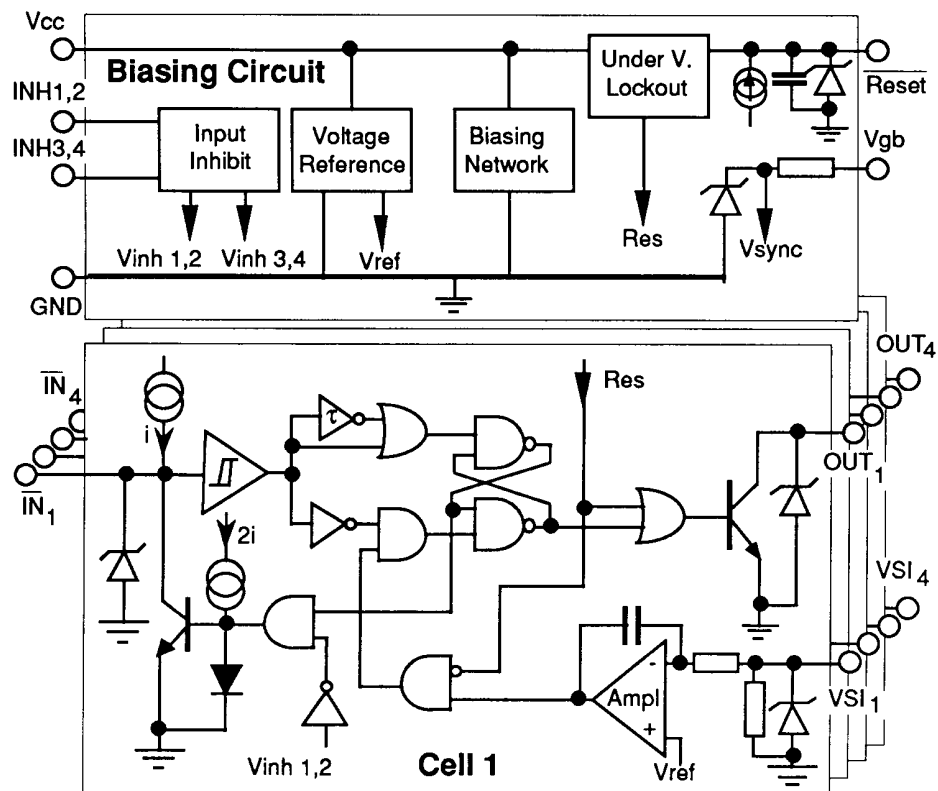 Vcc
Biasing Circuit
Under V.
Lockout
Reset
INH1,2
INH3,4
Input
Inhibit
Voltage
Reference
Biasing
Network
Vgb
Vinh 1,2
Vinh 3,4
Vref
Res
Vsync
GND
OUT4
IN4
i
Res
τ
OUT1
IN1
2i
VSI4
Ampl
-
+
VSI1
Vinh 1,2
Cell 1
Vref